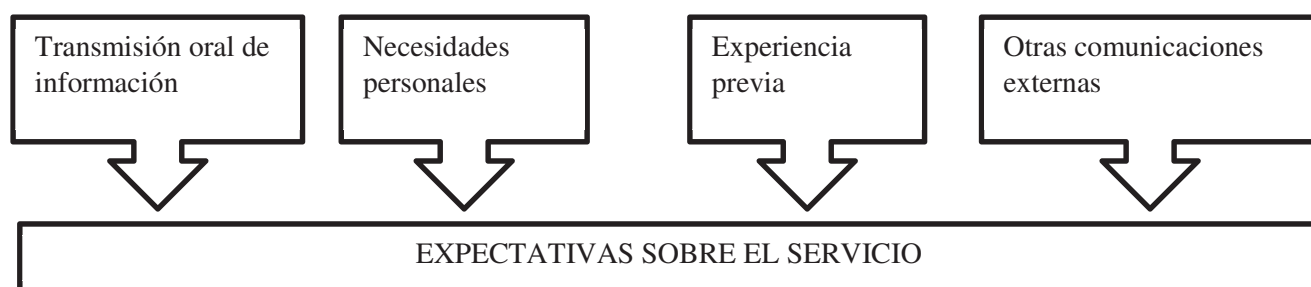 Transmisión oral de
información
Necesidades
personales
Experiencia
previa
Otras comunicaciones
externas
EXPECTATIVAS SOBRE EL SERVICIO